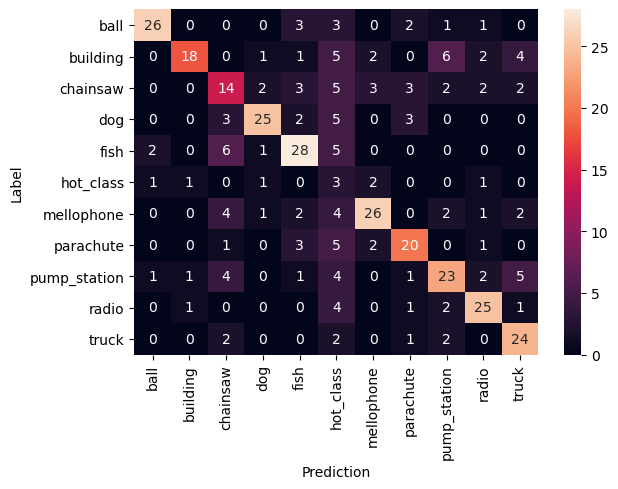 ball 26 0 0 0 3 3 0 2 1 1 0
building 0 18 0 1 1 5 2 0 6 2 4
chainsaw 0 0 14 2 3 5 3 3 2 2 2
dog 0 0 3 25 2 5 0 3 0 0 0
fish 2 0 6 1 28 5 0 0 0 0 0
hot_class 1 1 0 1 0 3 2 0 0 1 0
mellophone 0 0 4 1 2 4 26 0 2 1 2
parachute 0 0 1 0 3 5 2 20 0 1 0
pump_station 1 1 4 0 1 4 0 1 23 2 5
radio 0 1 0 0 0 4 0 1 2 25 1
truck 0 0 2 0 0 2 0 1 2 0 24
Label
ball building chainsaw dog fish hot_class mellophone parachute pump_station radio truck
Prediction
25
20
15
10
5
0